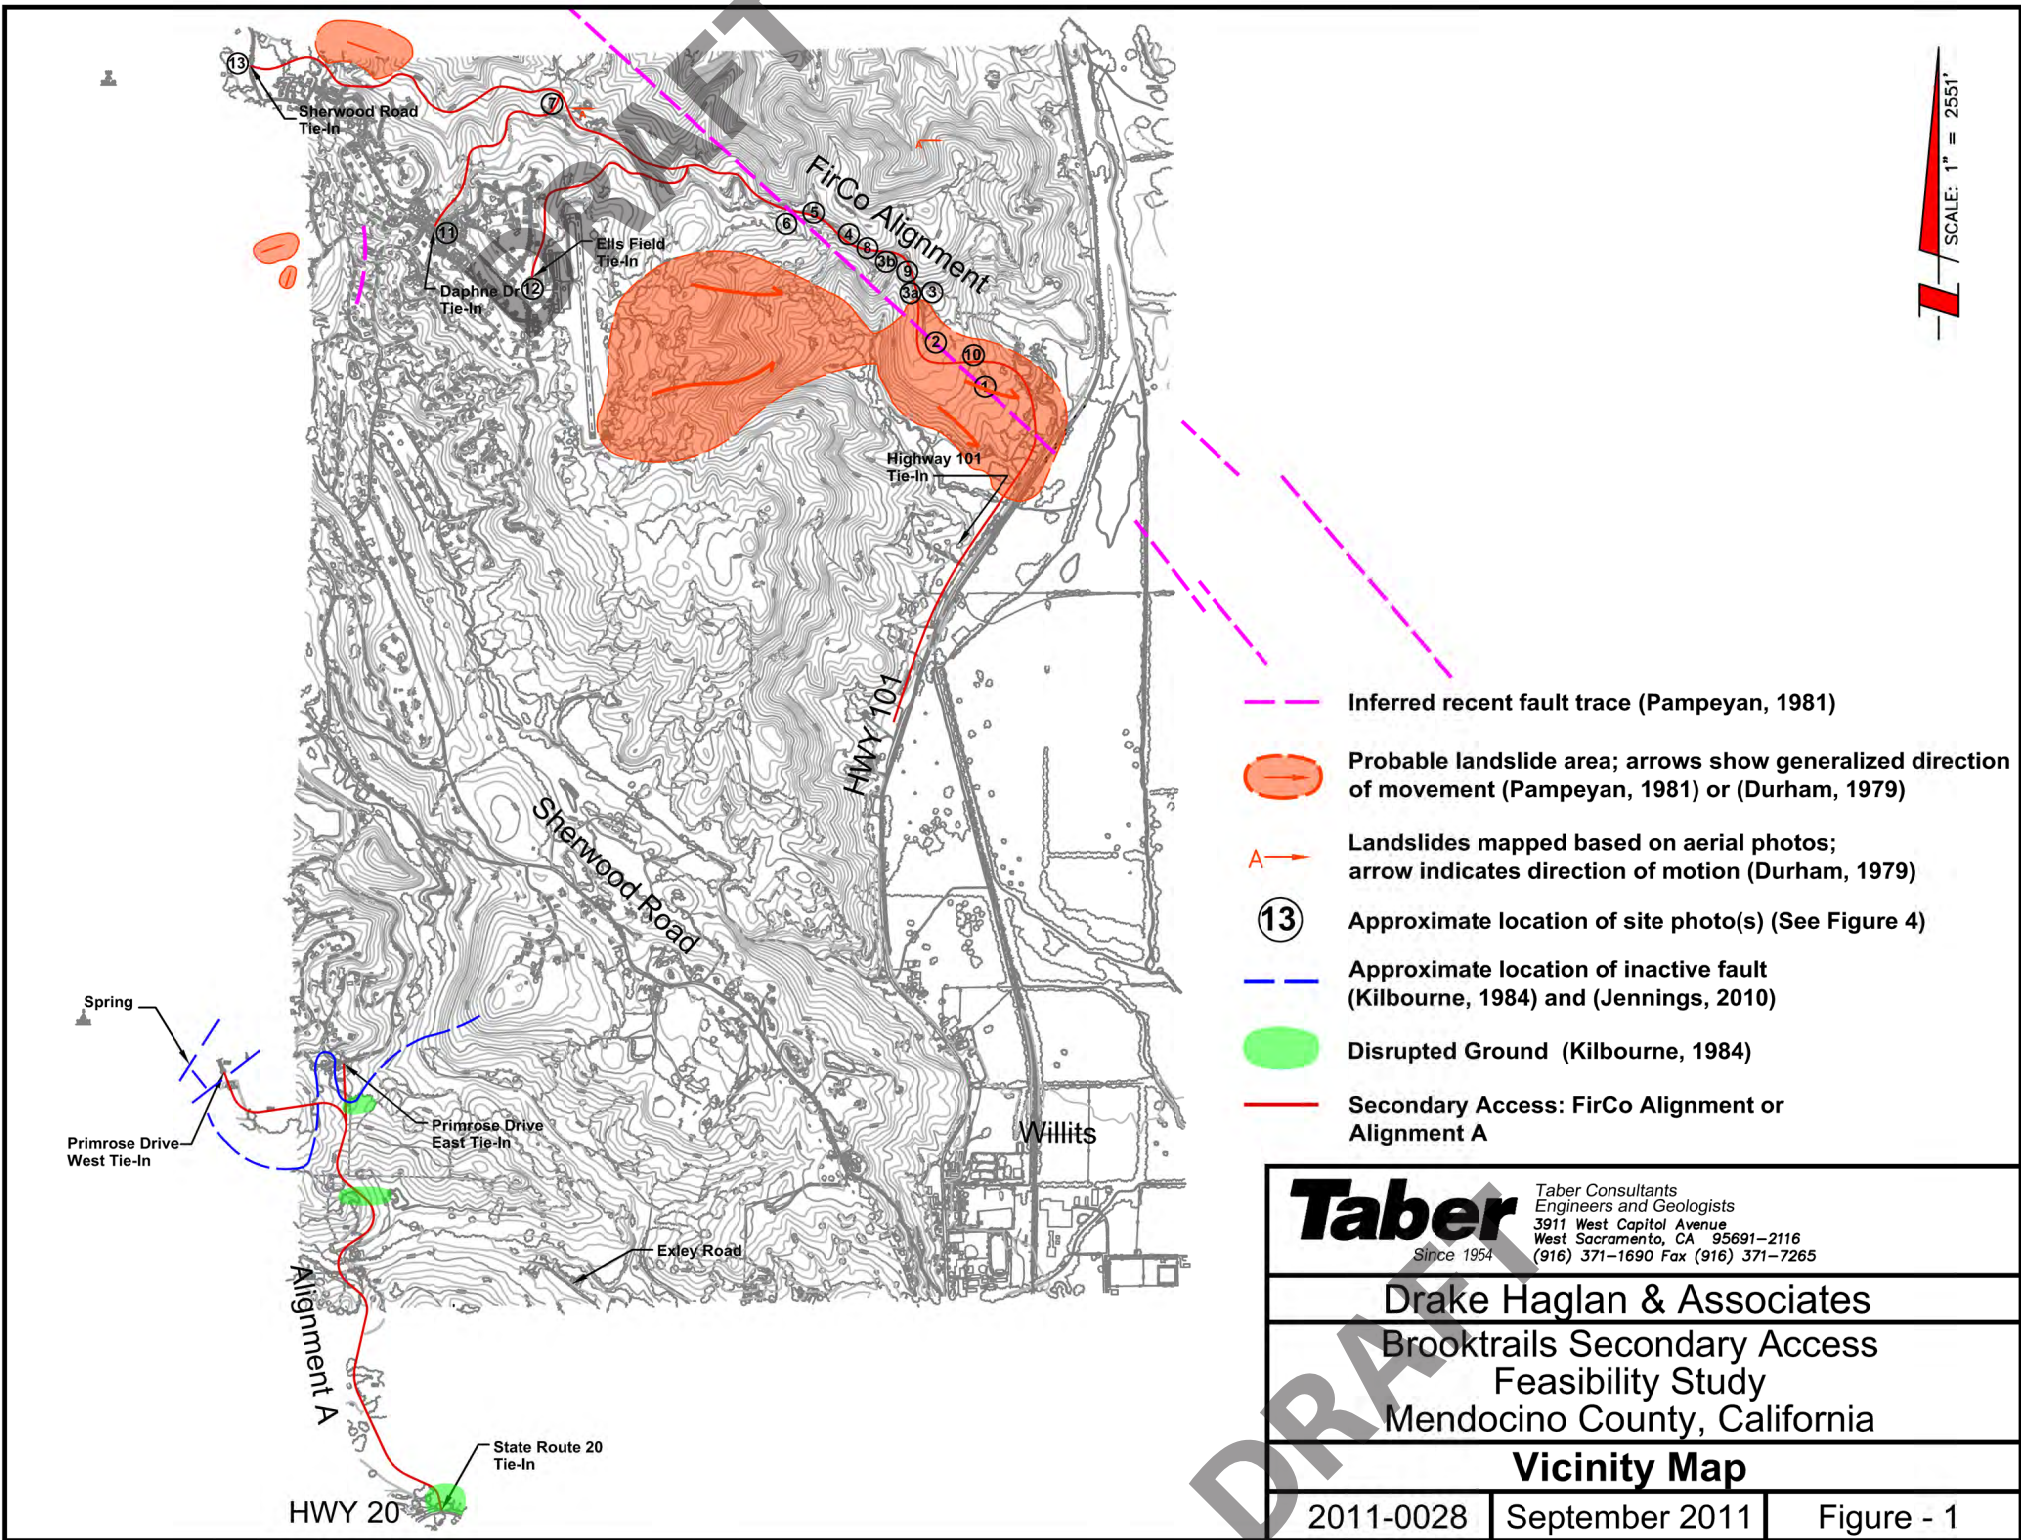 DRAFT
13
Sherwood Road
Tie-In
7
A
A
SCALE: 1" = 2551'
FirCo Alignment
5
6
4
8
3b
9
3a
3
11
Ells Field
Tie-In
Daphne Dr
Tie-In
12
2
10
1
Highway 101
Tie-In
HWY 101
Inferred recent fault trace (Pampeyan, 1981)
Probable landslide area; arrows show generalized direction
of movement (Pampeyan, 1981) or (Durham, 1979)
A
Landslides mapped based on aerial photos;
arrow indicates direction of motion (Durham, 1979)
13
Approximate location of site photo(s) (See Figure 4)
Approximate location of inactive fault
(Kilbourne, 1984) and (Jennings, 2010)
Disrupted Ground (Kilbourne, 1984)
Secondary Access: FirCo Alignment or
Alignment A
Sherwood Road
Spring
Primrose Drive
West Tie-In
Primrose Drive
East Tie-In
Willits
Exley Road
Alignment A
State Route 20
Tie-In
HWY 20
DRAFT
Taber
Since 1954
Taber Consultants
Engineers and Geologists
3911 West Capitol Avenue
West Sacramento, CA 95691-2116
(916) 371-1690 Fax (916) 371-7265
Drake Haglan & Associates
Brooktrails Secondary Access
Feasibility Study
Mendocino County, California
Vicinity Map
2011-0028
September 2011
Figure - 1